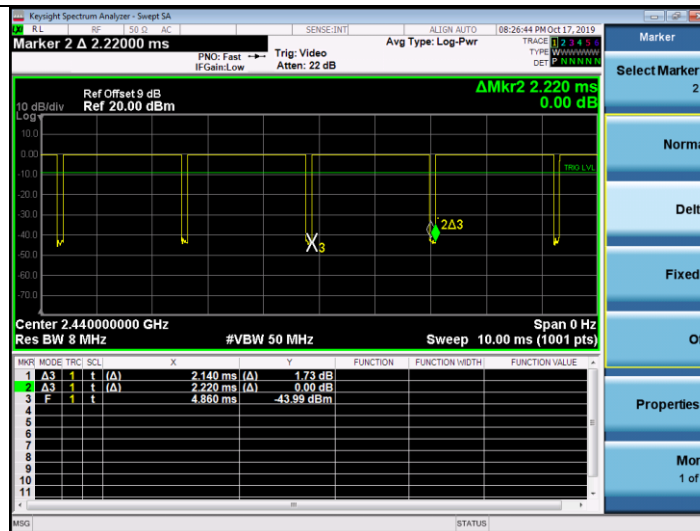 Keysight Spectrum Analyzer - Swept SA
RL RF 50 Ω AC SENSE:INT ALIGN AUTO 08:26:44 PM Oct 17, 2019
Marker 2 Δ 2.22000 ms
PNO: Fast
IFGain:Low
Trig: Video
Atten: 22 dB
Avg Type: Log-Pwr
TRACE 1 2 3 4 5 6
TYPE WWWWWW
DET P N N N N N
Ref Offset 9 dB
10 dB/div Ref 20.00 dBm
ΔMkr2 2.220 ms
0.00 dB
Log
10.0
0.00
-10.0
-20.0
-30.0
-40.0
-50.0
-60.0
-70.0
TRIG LVL
2Δ3
3
Center 2.440000000 GHz Span 0 Hz
Res BW 8 MHz #VBW 50 MHz Sweep 10.00 ms (1001 pts)
MKR MODE TRC SCL X Y FUNCTION FUNCTION WIDTH FUNCTION VALUE
1 Δ3 1 t (Δ) 2.140 ms (Δ) 1.73 dB
2 Δ3 1 t (Δ) 2.220 ms (Δ) 0.00 dB
3 F 1 t 4.860 ms -43.99 dBm
4
5
6
7
8
9
10
11
MSG STATUS
Marker
Select Marker
2
Norma
Delt
Fixed
O
Properties
Mor
1 of